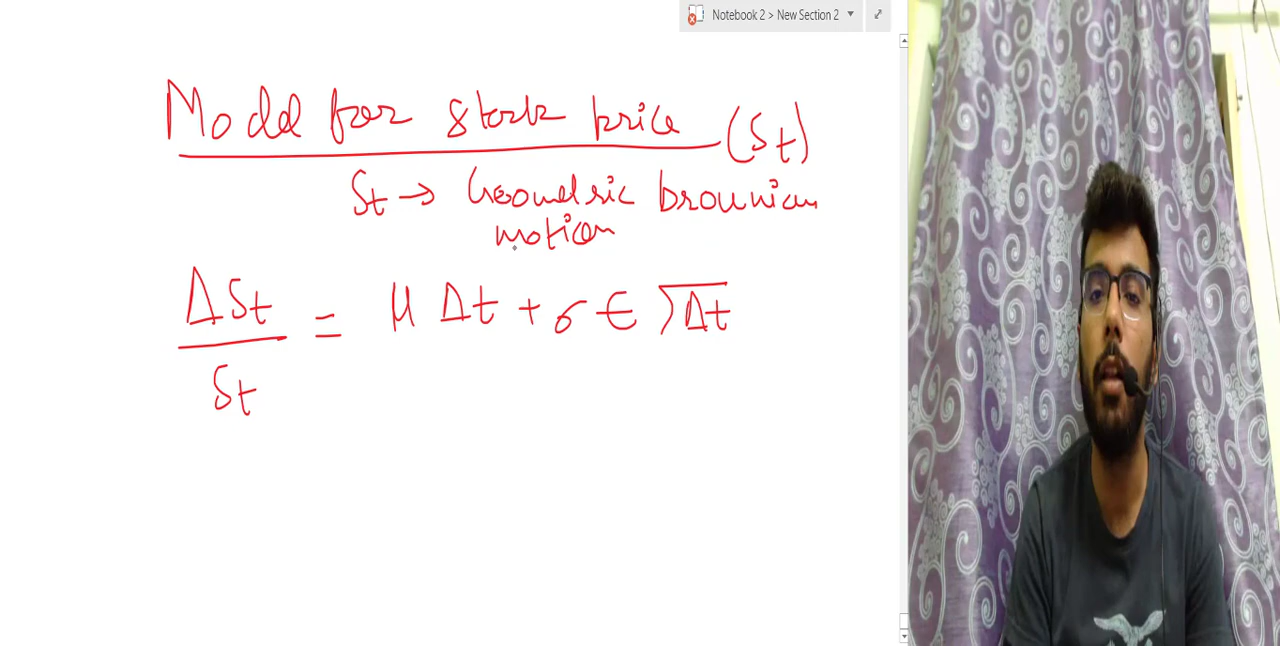 Notebook 2 > New Section 2
Model for stock price (St)
St → Geometric brownian
motion
ΔSt / St = μ Δt + σ ε √Δt